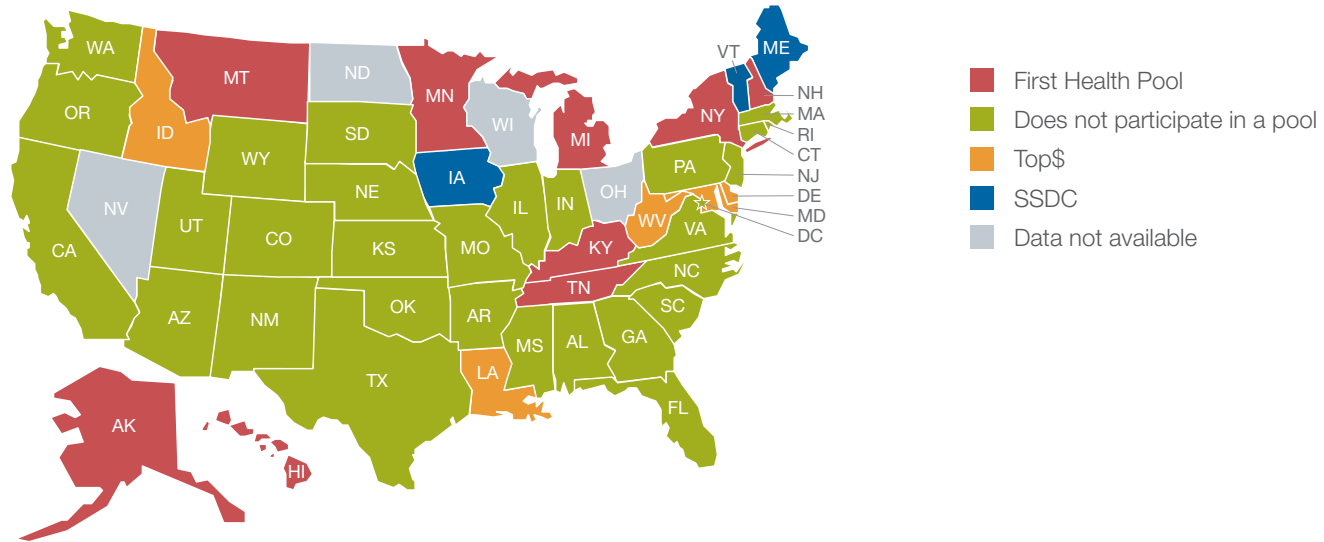 WA
OR
CA
ID
NV
MT
WY
UT
AZ
CO
NM
ND
SD
NE
KS
OK
TX
MN
IA
MO
AR
LA
WI
IL
MI
IN
OH
KY
TN
MS
AL
GA
FL
SC
NC
VA
WV
PA
NY
VT
ME
NH
MA
RI
CT
NJ
DE
MD
DC
AK
HI
First Health Pool
Does not participate in a pool
Top$
SSDC
Data not available